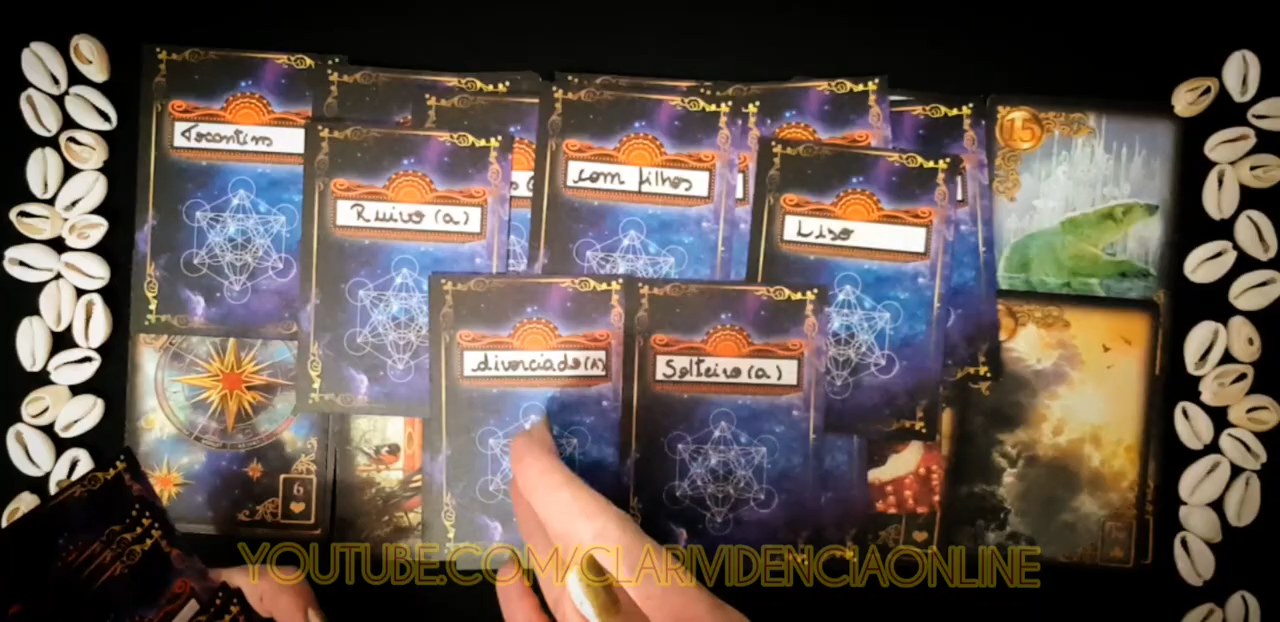 Tocantins
Ruivo(a)
com filhos
Liso
15
divorciado(a)
Solteiro(a)
6
YOUTUBE.COM/CLARIVIDENCIAONLINE